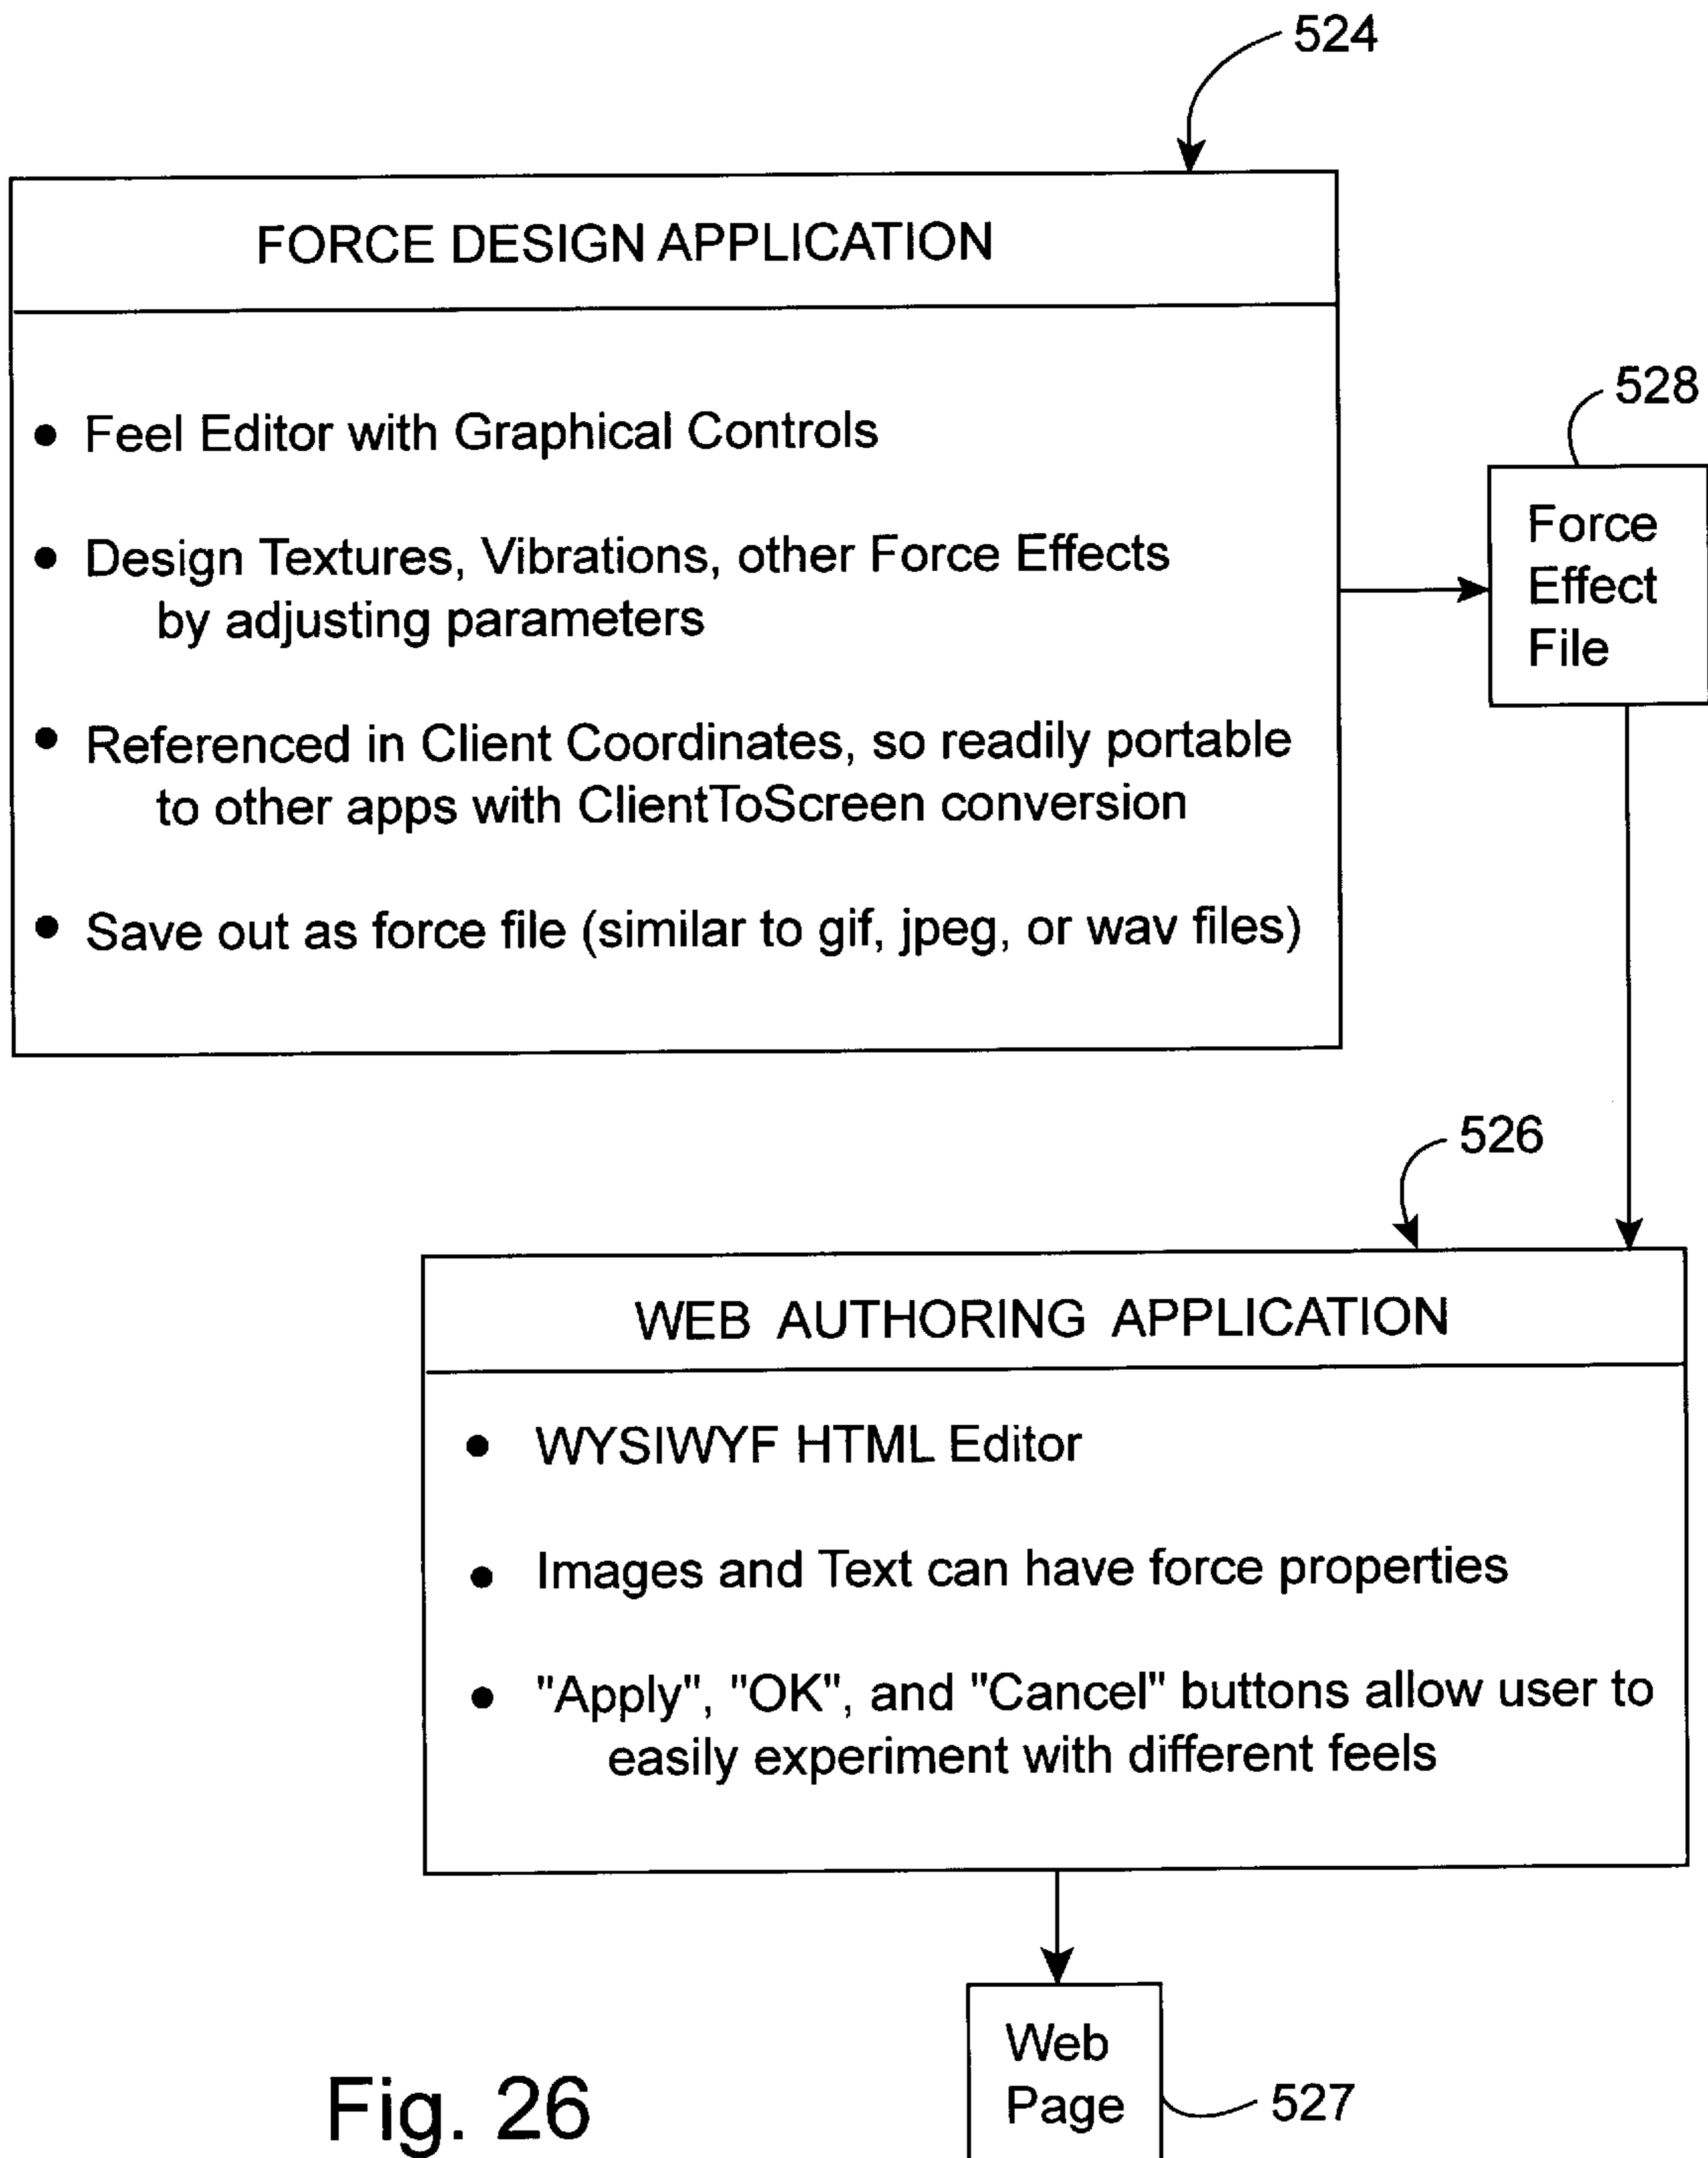 524
FORCE DESIGN APPLICATION
• Feel Editor with Graphical Controls
• Design Textures, Vibrations, other Force Effects
by adjusting parameters
• Referenced in Client Coordinates, so readily portable
to other apps with ClientToScreen conversion
• Save out as force file (similar to gif, jpeg, or wav files)
528
Force
Effect
File
526
WEB AUTHORING APPLICATION
• WYSIWYF HTML Editor
• Images and Text can have force properties
• "Apply", "OK", and "Cancel" buttons allow user to
easily experiment with different feels
Web
Page
527
Fig. 26